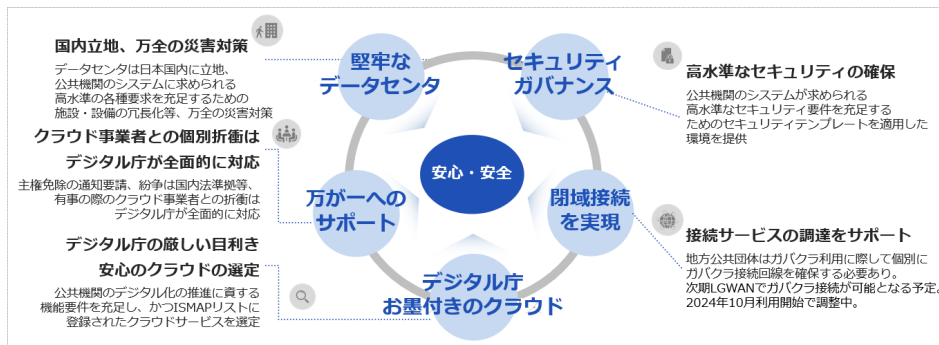 国内立地、万全の災害対策
データセンタは日本国内に立地、
公共機関のシステムに求められる
高水準の各種要求を充足するための
施設・設備の冗長化等、万全の災害対策
クラウド事業者との個別折衝は
デジタル庁が全面的に対応
主権免除の通知要請、紛争は国内法準拠等、
有事の際のクラウド事業者との折衝は
デジタル庁が全面的に対応
デジタル庁の厳しい目利き
安心のクラウドの選定
公共機関のデジタル化の推進に資する
機能要件を充足し、かつISMAPリストに
登録されたクラウドサービスを選定
堅牢な
データセンタ
セキュリティ
ガバナンス
安心・安全
万が一への
サポート
閉域接続
を実現
デジタル庁
お墨付きのクラウド
高水準なセキュリティの確保
公共機関のシステムが求められる
高水準なセキュリティ要件を充足する
ためのセキュリティテンプレートを適用した
環境を提供
接続サービスの調達をサポート
地方公共団体はガバクラ利用に際して個別に
ガバクラ接続回線を確保する必要あり。
次期LGWANでガバクラ接続が可能となる予定。
2024年10月利用開始で調整中。